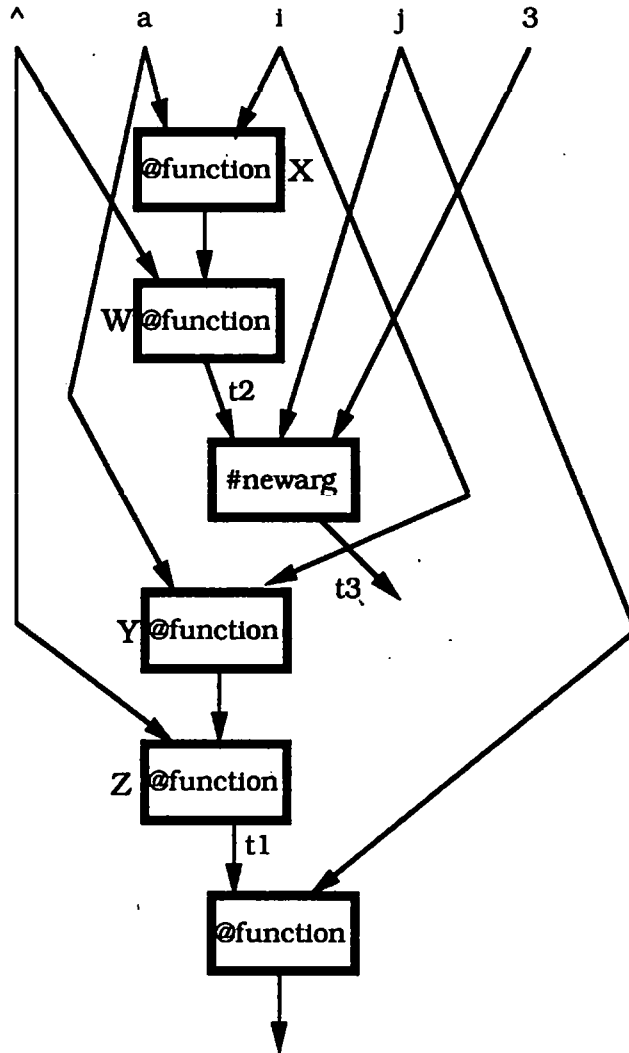 ^ a i j 3
@function X
W @function
t2
#newarg
t3
Y @function
Z @function
t1
@function